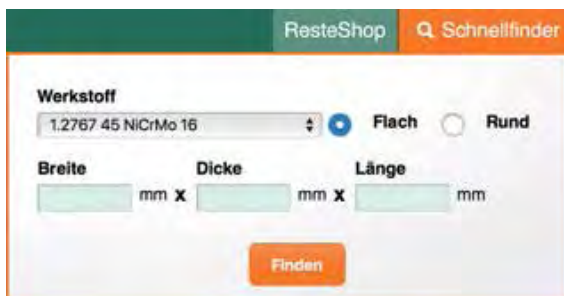 ResteShop Schnellfinder
Werkstoff
1.2767 45 NiCrMo 16 Flach Rund
Breite Dicke Länge
mm x mm x mm
Finden